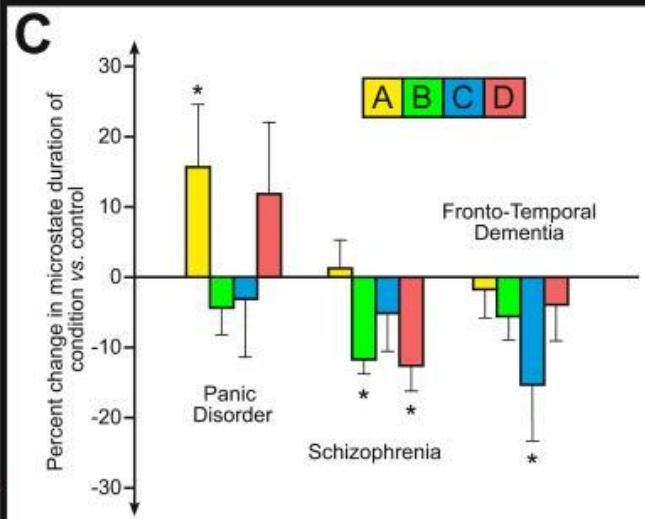 C
Percent change in microstate duration of
condition vs. control
30
20
10
0
-10
-20
-30
A B C D
*
Panic
Disorder
*
*
Schizophrenia
Fronto-Temporal
Dementia
*